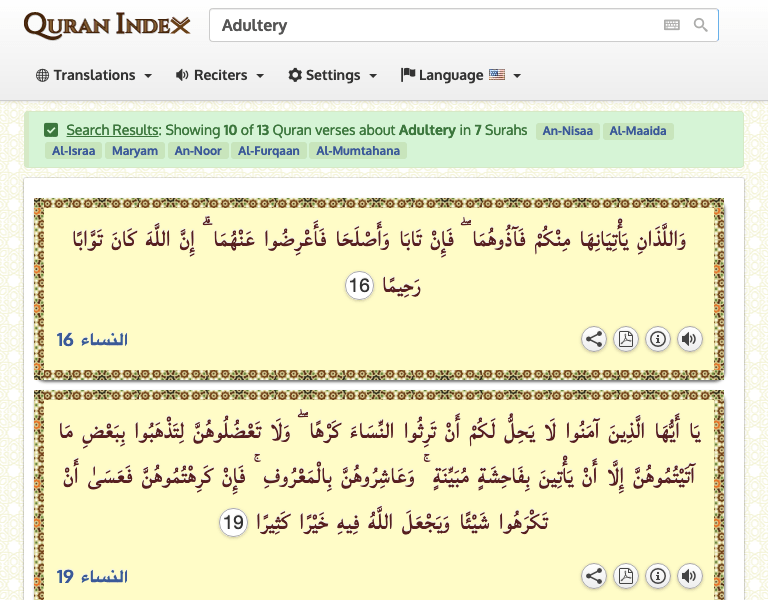 Quran Index
Adultery
Translations
Reciters
Settings
Language
Search Results: Showing 10 of 13 Quran verses about Adultery in 7 Surahs An-Nisaa Al-Maaida
Al-Israa Maryam An-Noor Al-Furqaan Al-Mumtahana
وَاللَّذَانِ يَأْتِيَانِهَا مِنْكُمْ فَآذُوهُمَا ۖ فَإِنْ تَابَا وَأَصْلَحَا فَأَعْرِضُوا عَنْهُمَا ۗ إِنَّ اللَّهَ كَانَ تَوَّابًا
رَحِيمًا 16
النساء 16
يَا أَيُّهَا الَّذِينَ آمَنُوا لَا يَحِلُّ لَكُمْ أَنْ تَرِثُوا النِّسَاءَ كَرْهًا ۖ وَلَا تَعْضُلُوهُنَّ لِتَذْهَبُوا بِبَعْضِ مَا
آتَيْتُمُوهُنَّ إِلَّا أَنْ يَأْتِينَ بِفَاحِشَةٍ مُبَيِّنَةٍ ۚ وَعَاشِرُوهُنَّ بِالْمَعْرُوفِ ۚ فَإِنْ كَرِهْتُمُوهُنَّ فَعَسَىٰ أَنْ
تَكْرَهُوا شَيْئًا وَيَجْعَلَ اللَّهُ فِيهِ خَيْرًا كَثِيرًا 19
النساء 19